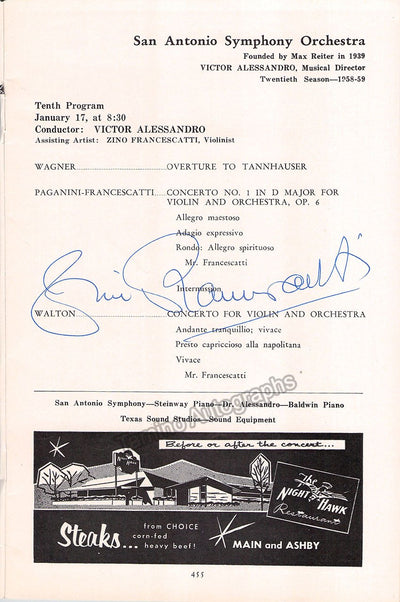 San Antonio Symphony Orchestra
Founded by Max Reiter in 1939
VICTOR ALESSANDRO, Musical Director
Twentieth Season—1958-59
Tenth Program
January 17, at 8:30
Conductor: VICTOR ALESSANDRO
Assisting Artist: ZINO FRANCESCATTI, Violinist
WAGNER....................OVERTURE TO TANNHAUSER
PAGANINI-FRANCESCATTI.....CONCERTO NO. 1 IN D MAJOR FOR
VIOLIN AND ORCHESTRA, OP. 6
Allegro maestoso
Adagio expressivo
Rondo: Allegro spirituoso
Mr. Francescatti
Zino Francescatti
Intermission
WALTON....................CONCERTO FOR VIOLIN AND ORCHESTRA
Andante tranquillo; vivace
Presto capriccioso alla napolitana
Vivace
Mr. Francescatti
Tamino Autographs
San Antonio Symphony—Steinway Piano—Dr. Alessandro—Baldwin Piano
Texas Sound Studios—Sound Equipment
Before or after the concert...
The
NIGHT HAWK
Restaurant
Steaks...
from CHOICE
corn-fed
heavy beef!
MAIN and ASHBY
455